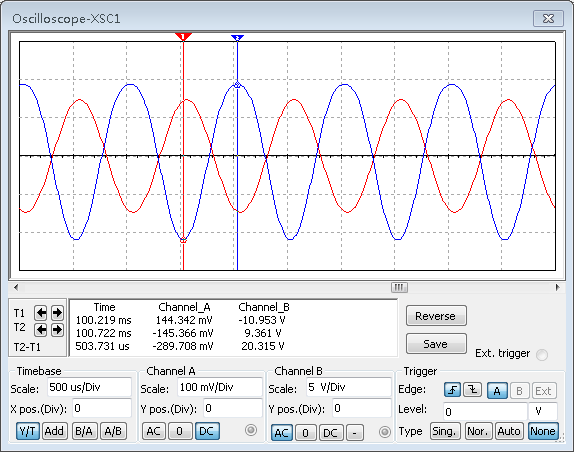 Oscilloscope-XSC1
1
2
Time Channel_A Channel_B
T1 100.219 ms 144.342 mV -10.953 V
T2 100.722 ms -145.366 mV 9.361 V
T2-T1 503.731 us -289.708 mV 20.315 V
Reverse
Save
Ext. trigger
Timebase
Scale: 500 us/Div
X pos.(Div): 0
Y/T Add B/A A/B
Channel A
Scale: 100 mV/Div
Y pos.(Div): 0
AC 0 DC
Channel B
Scale: 5 V/Div
Y pos.(Div): 0
AC 0 DC -
Trigger
Edge: A B Ext
Level: 0 V
Type Sing. Nor. Auto None